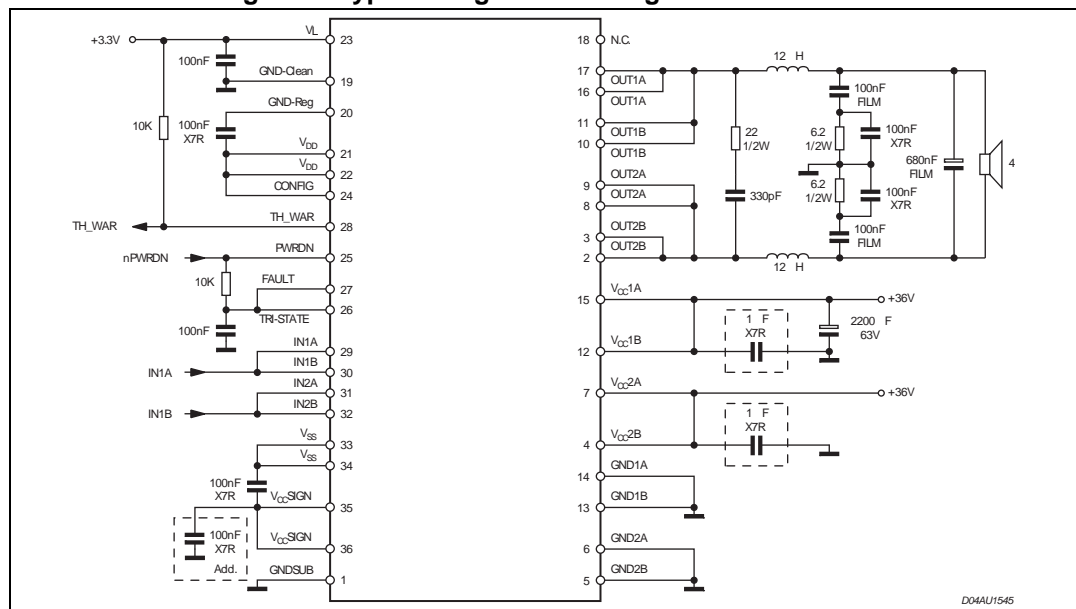 +3.3V
VL
23
100nF
GND-Clean
19
GND-Reg
20
10K
100nF
X7R
VDD
21
VDD
22
CONFIG
24
TH_WAR
TH_WAR
28
nPWRDN
PWRDN
25
10K
FAULT
27
TRI-STATE
26
100nF
IN1A
29
IN1A
IN1B
30
IN2A
31
IN1B
IN2B
32
VSS
33
VSS
34
100nF
X7R
VCCSIGN
35
100nF
X7R
Add.
VCCSIGN
36
GNDSUB
1
18 N.C.
17
OUT1A
16
OUT1A
11
OUT1B
10
OUT1B
9
OUT2A
8
OUT2A
3
OUT2B
2
OUT2B
12 H
22
1/2W
330pF
100nF
FILM
6.2
1/2W
100nF
X7R
6.2
1/2W
100nF
X7R
100nF
FILM
680nF
FILM
4
12 H
15
VCC1A
+36V
1 F
X7R
2200 F
63V
12
VCC1B
7
VCC2A
+36V
1 F
X7R
4
VCC2B
14
GND1A
13
GND1B
6
GND2A
5
GND2B
D04AU1545